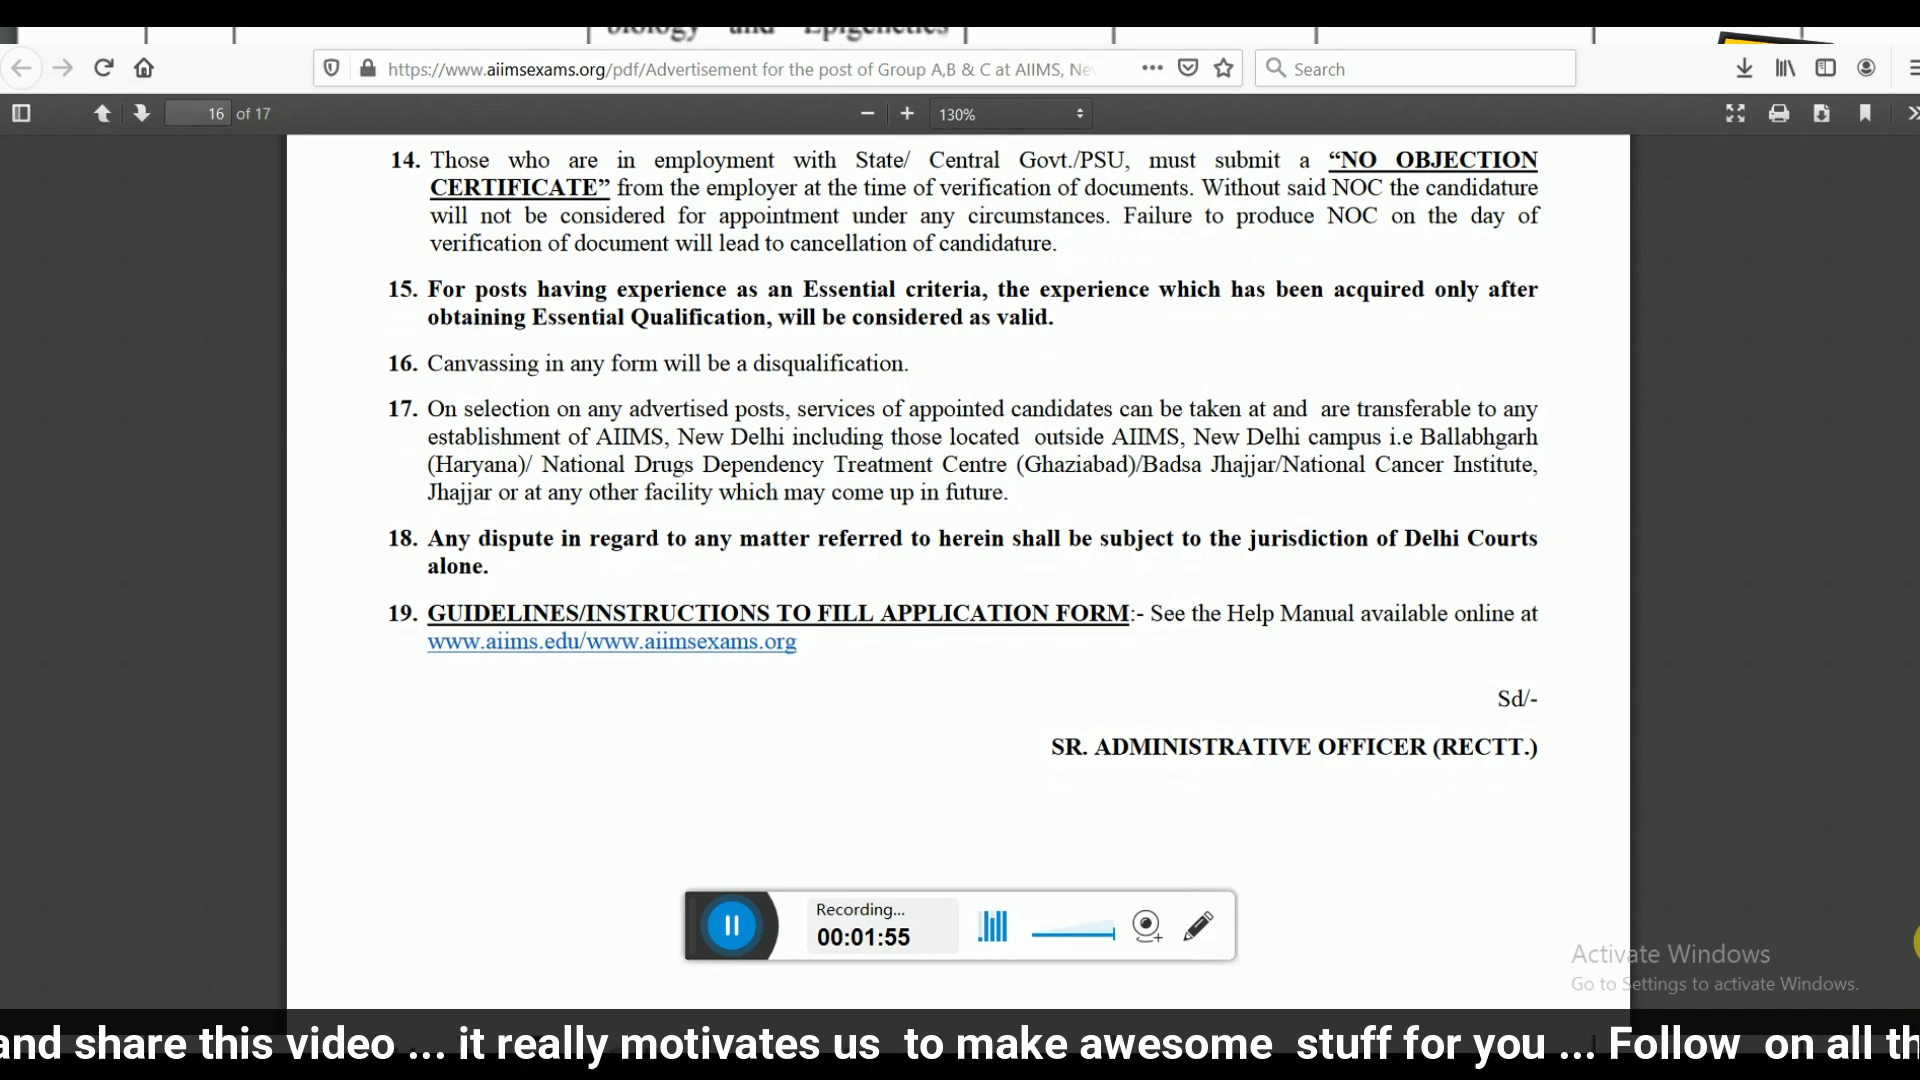 biology and Epigenetics
https://www.aiimsexams.org/pdf/Advertisement for the post of Group A,B & C at AIIMS, Ne
Search
16 of 17
130%
14. Those who are in employment with State/ Central Govt./PSU, must submit a “NO OBJECTION
CERTIFICATE” from the employer at the time of verification of documents. Without said NOC the candidature
will not be considered for appointment under any circumstances. Failure to produce NOC on the day of
verification of document will lead to cancellation of candidature.
15. For posts having experience as an Essential criteria, the experience which has been acquired only after
obtaining Essential Qualification, will be considered as valid.
16. Canvassing in any form will be a disqualification.
17. On selection on any advertised posts, services of appointed candidates can be taken at and are transferable to any
establishment of AIIMS, New Delhi including those located outside AIIMS, New Delhi campus i.e Ballabhgarh
(Haryana)/ National Drugs Dependency Treatment Centre (Ghaziabad)/Badsa Jhajjar/National Cancer Institute,
Jhajjar or at any other facility which may come up in future.
18. Any dispute in regard to any matter referred to herein shall be subject to the jurisdiction of Delhi Courts
alone.
19. GUIDELINES/INSTRUCTIONS TO FILL APPLICATION FORM:- See the Help Manual available online at
www.aiims.edu/www.aiimsexams.org
Sd/-
SR. ADMINISTRATIVE OFFICER (RECTT.)
Recording...
00:01:55
Activate Windows
Go to Settings to activate Windows.
and share this video ... it really motivates us to make awesome stuff for you ... Follow on all th